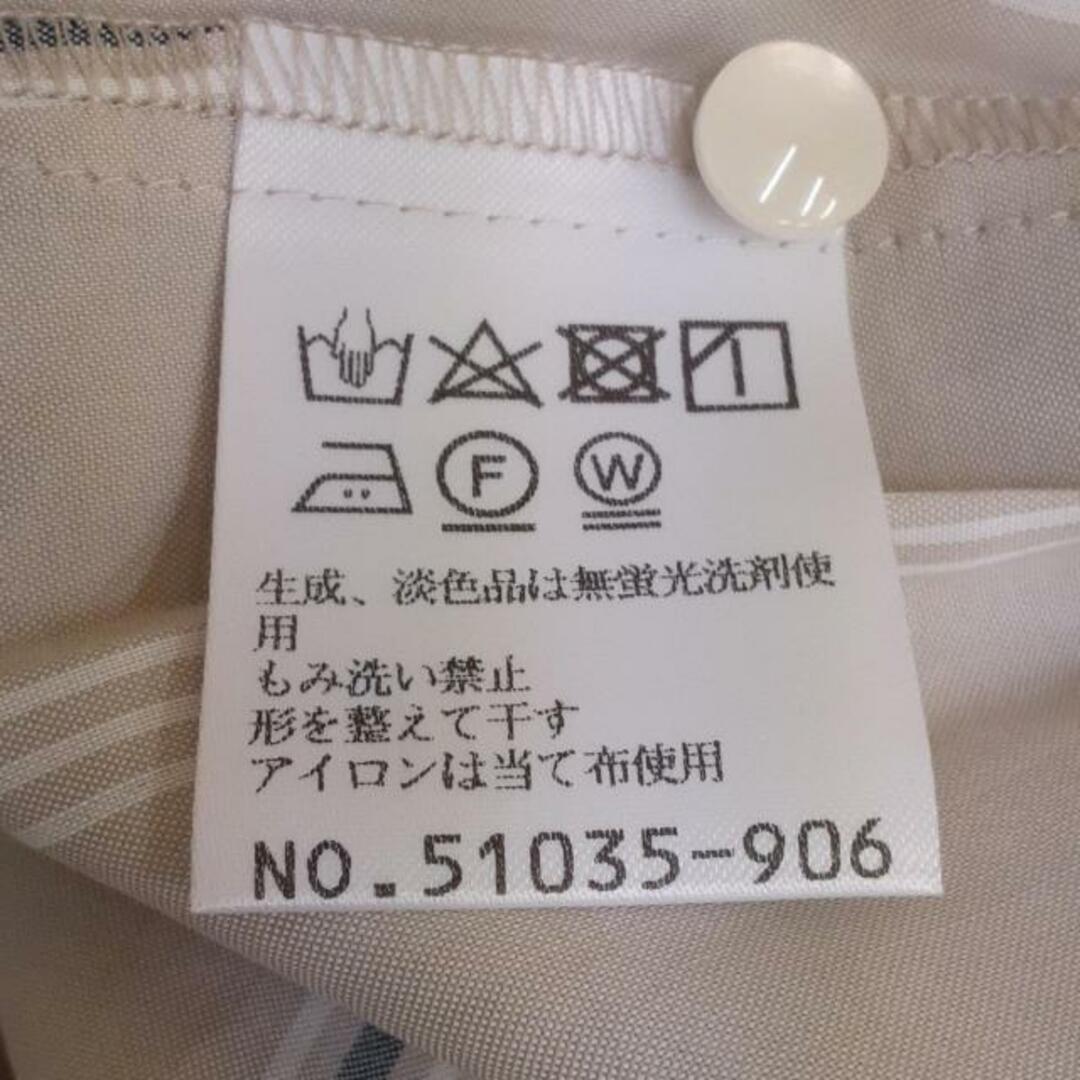 F W
生成、淡色品は無蛍光洗剤使
用
もみ洗い禁止
形を整えて干す
アイロンは当て布使用
NO.51035-906